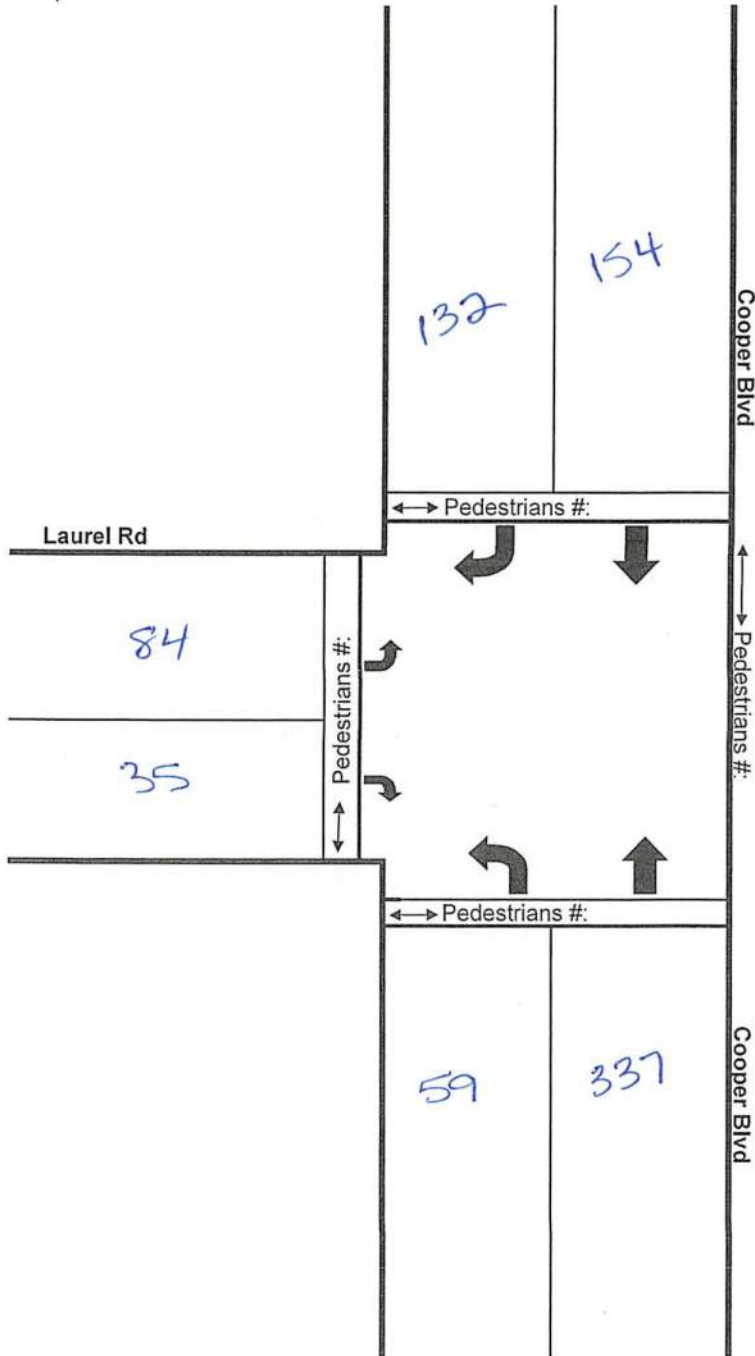 154
132
Cooper Blvd
Pedestrians #:
Laurel Rd
84
Pedestrians #:
Pedestrians #:
35
Pedestrians #:
59
337
Cooper Blvd